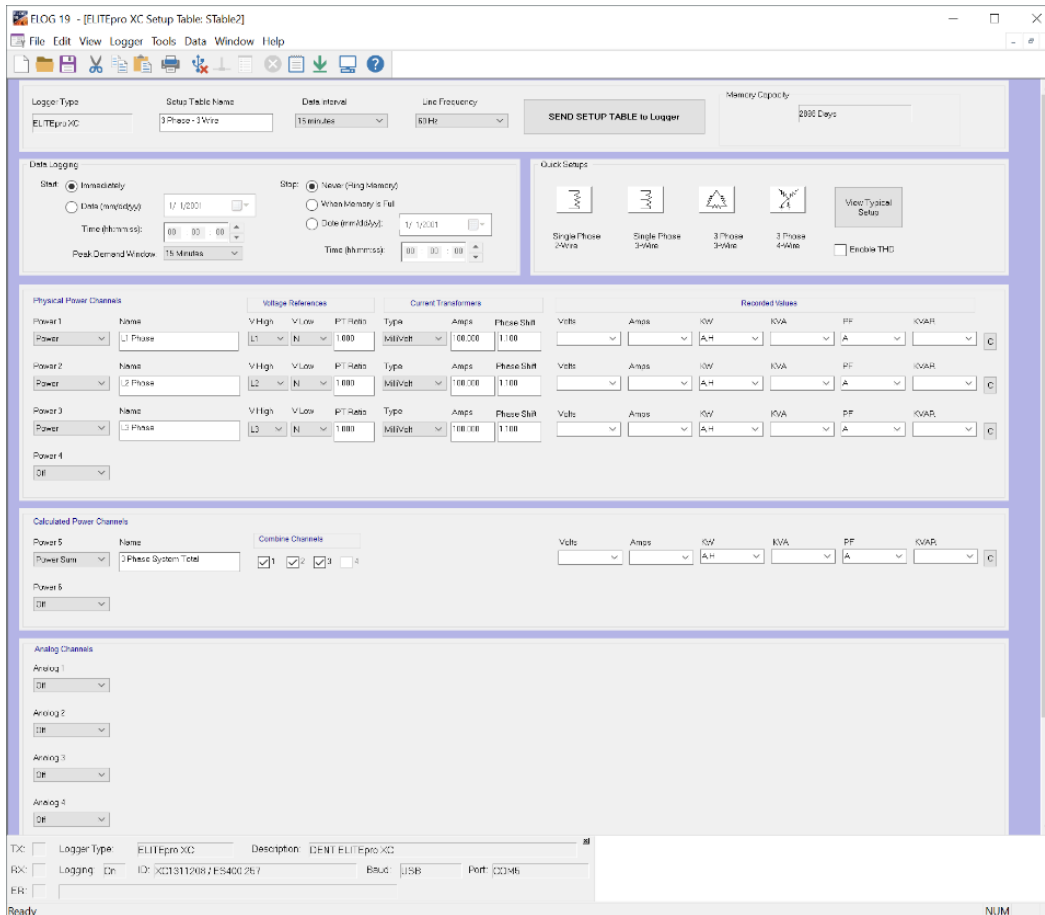 ELOG 19 - [ELITEpro XC Setup Table: STable2]
File Edit View Logger Tools Data Window Help
Logger Type Setup Table Name Data Interval Line Frequency Memory Capacity
ELITEpro XC 3 Phase - 3 Wire 15 minutes 60 Hz SEND SETUP TABLE to Logger 2088 Days
Data Logging
Start: Immediately Stop: Never (Ring Memory)
Date (mm/dd/yy): 1/ 1/2001 When Memory is Full
Time (hh:mm:ss): 00 : 00 : 00 Date (mm/dd/yy): 1/ 1/2001
Peak Demand Window: 15 Minutes Time (hh:mm:ss): 00 : 00 : 00
Quick Setups
Single Phase 2-Wire
Single Phase 3-Wire
3 Phase 3-Wire
3 Phase 4-Wire
View Typical Setup
Enable THD
Physical Power Channels Voltage References Current Transformers Recorded Values
Power 1 Name V High V Low PT Ratio Type Amps Phase Shift Volts Amps KW KVA PF KVAR
Power L1 Phase L1 N 1.000 MilliVolt 100.000 1.100 A,H A C
Power 2 Name V High V Low PT Ratio Type Amps Phase Shift Volts Amps KW KVA PF KVAR
Power L2 Phase L2 N 1.000 MilliVolt 100.000 1.100 A,H A C
Power 3 Name V High V Low PT Ratio Type Amps Phase Shift Volts Amps KW KVA PF KVAR
Power L3 Phase L3 N 1.000 MilliVolt 100.000 1.100 A,H A C
Power 4
Off
Calculated Power Channels
Power 5 Name Combine Channels Volts Amps KW KVA PF KVAR
Power Sum 3 Phase System Total 1 2 3 4 A,H A C
Power 6
Off
Analog Channels
Analog 1
Off
Analog 2
Off
Analog 3
Off
Analog 4
Off
TX: Logger Type: ELITEpro XC Description: DENT ELITEpro XC
RX: Logging: On ID: XC1311208 / ES400.267 Baud: USB Port: COM5
ER:
Ready NUM